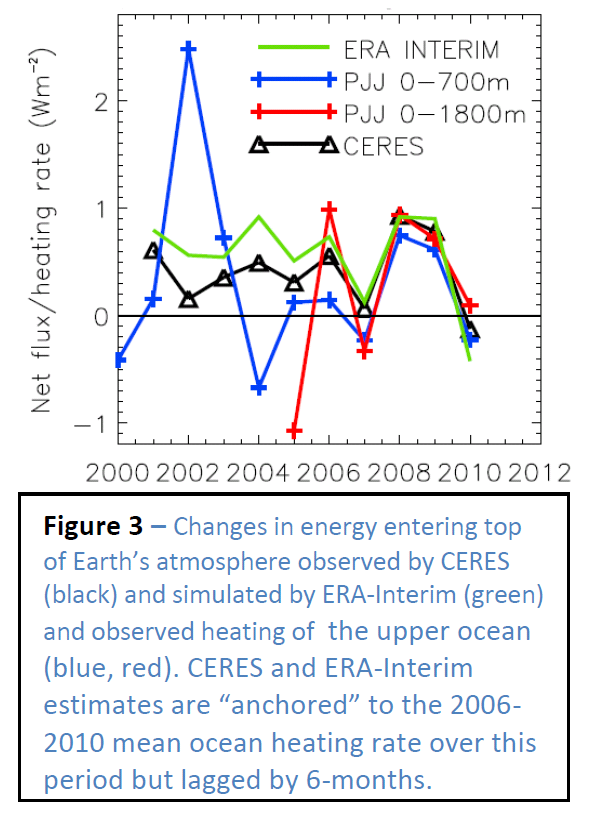 Net flux/heating rate (Wm⁻²)
2
1
0
−1
ERA INTERIM
PJJ 0−700m
PJJ 0−1800m
CERES
2000 2002 2004 2006 2008 2010 2012
Figure 3 – Changes in energy entering top
of Earth’s atmosphere observed by CERES
(black) and simulated by ERA-Interim (green)
and observed heating of the upper ocean
(blue, red). CERES and ERA-Interim
estimates are “anchored” to the 2006-
2010 mean ocean heating rate over this
period but lagged by 6-months.